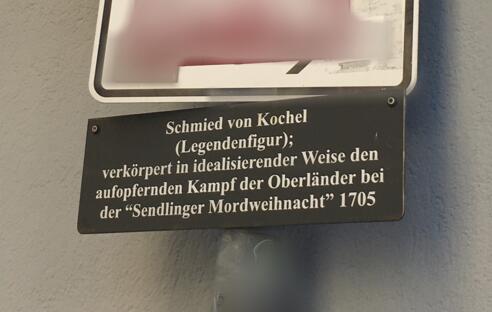 Schmied von Kochel
(Legendenfigur);
verkörpert in idealisierender Weise den
aufopfernden Kampf der Oberländer bei
der “Sendlinger Mordweihnacht” 1705